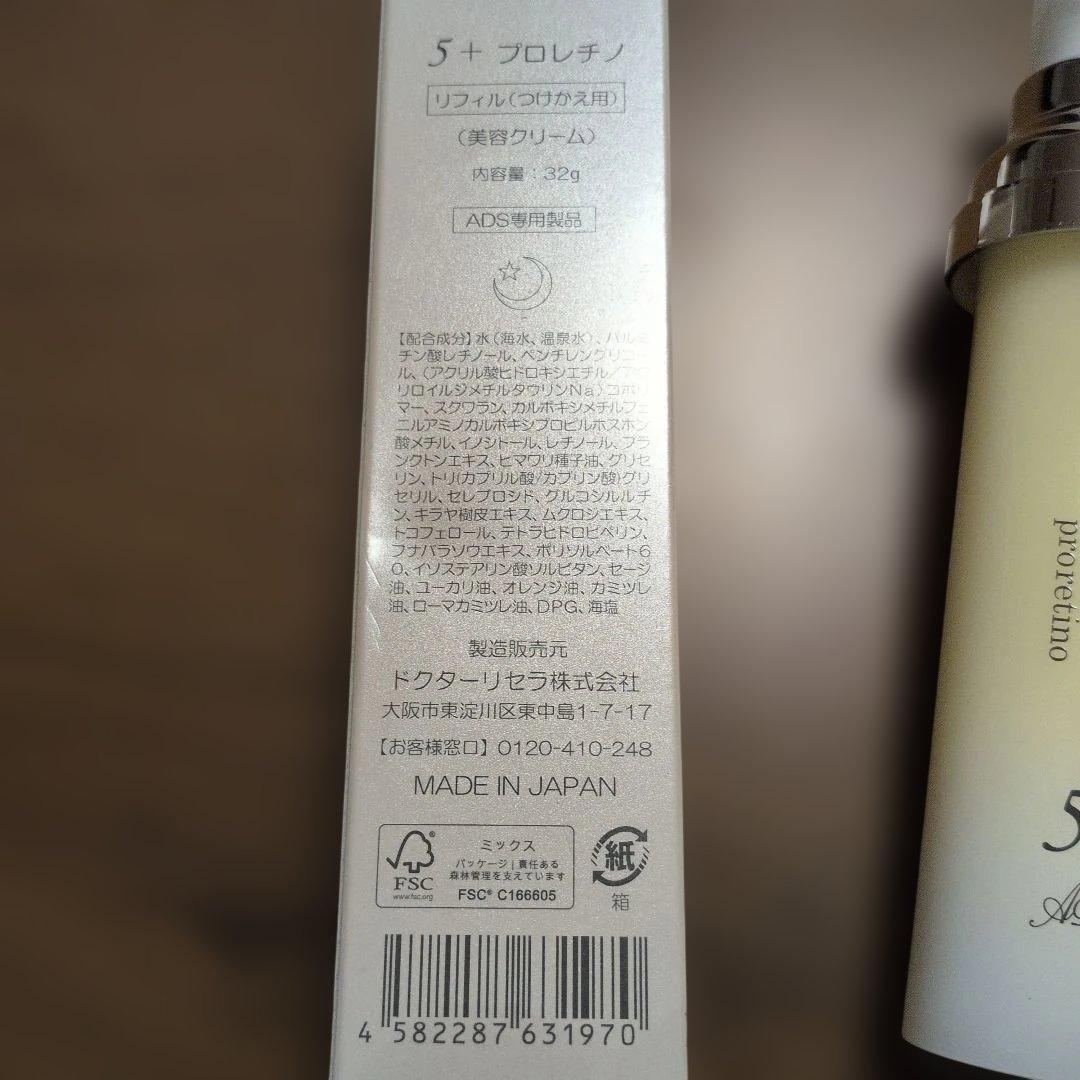 5+ プロレチノ
リフィル(つけかえ用)
(美容クリーム)
内容量:32g
ADS専用製品
【配合成分】水(海水、温泉水)、パルミ
チン酸レチノール、ペンチレングリコー
ル、(アクリル酸ヒドロキシエチル/アク
リロイルジメチルタウリンNa)コポリ
マー、スクワラン、カルボキシメチルフェ
ニルアミノカルボキシプロピルホスホン
酸メチル、イノシトール、レチノール、プラ
ンクトンエキス、ヒマワリ種子油、グリセ
リン、トリ(カプリル酸/カプリン酸)グリ
セリル、セレブロシド、グルコシルルチ
ン、キラヤ樹皮エキス、ムクロジエキス、
トコフェロール、テトラヒドロピペリン、
フナバラソウエキス、ポリソルベート6
0、イソステアリン酸ソルビタン、セージ
油、ユーカリ油、オレンジ油、カミツレ
油、ローマカミツレ油、DPG、海塩
製造販売元
ドクターリセラ株式会社
大阪市東淀川区東中島1-7-17
【お客様窓口】0120-410-248
MADE IN JAPAN
FSC
www.fsc.org
ミックス
パッケージ|責任ある
森林管理を支えています
FSC® C166605
紙
箱
4 582287 631970
proretino
5